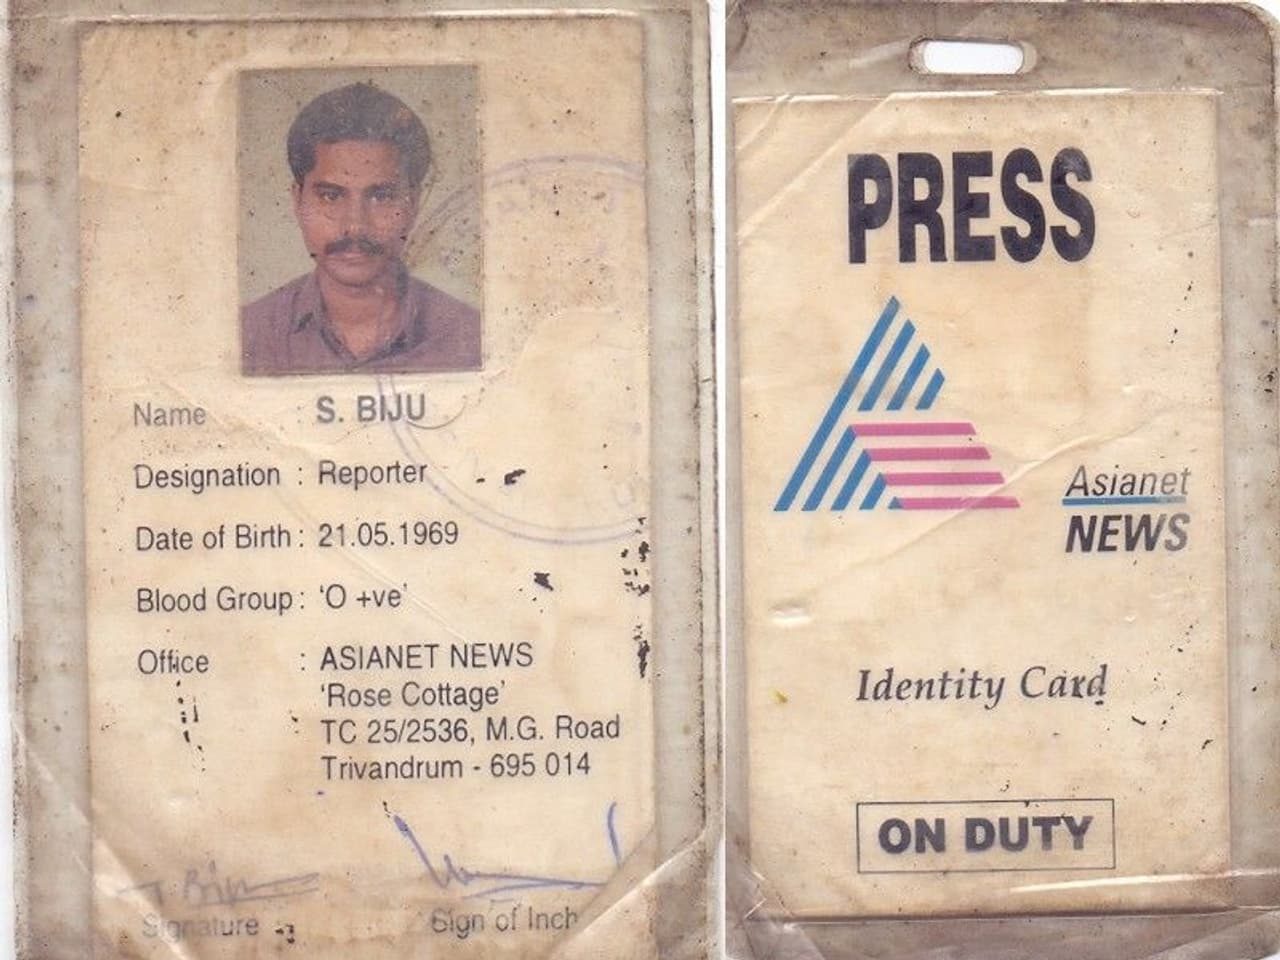 Name : S. BIJU
Designation : Reporter
Date of Birth : 21.05.1969
Blood Group : 'O +ve'
Office : ASIANET NEWS
'Rose Cottage'
TC 25/2536, M.G. Road
Trivandrum - 695 014
Signature
Sign of Inch
PRESS
Asianet
NEWS
Identity Card
ON DUTY